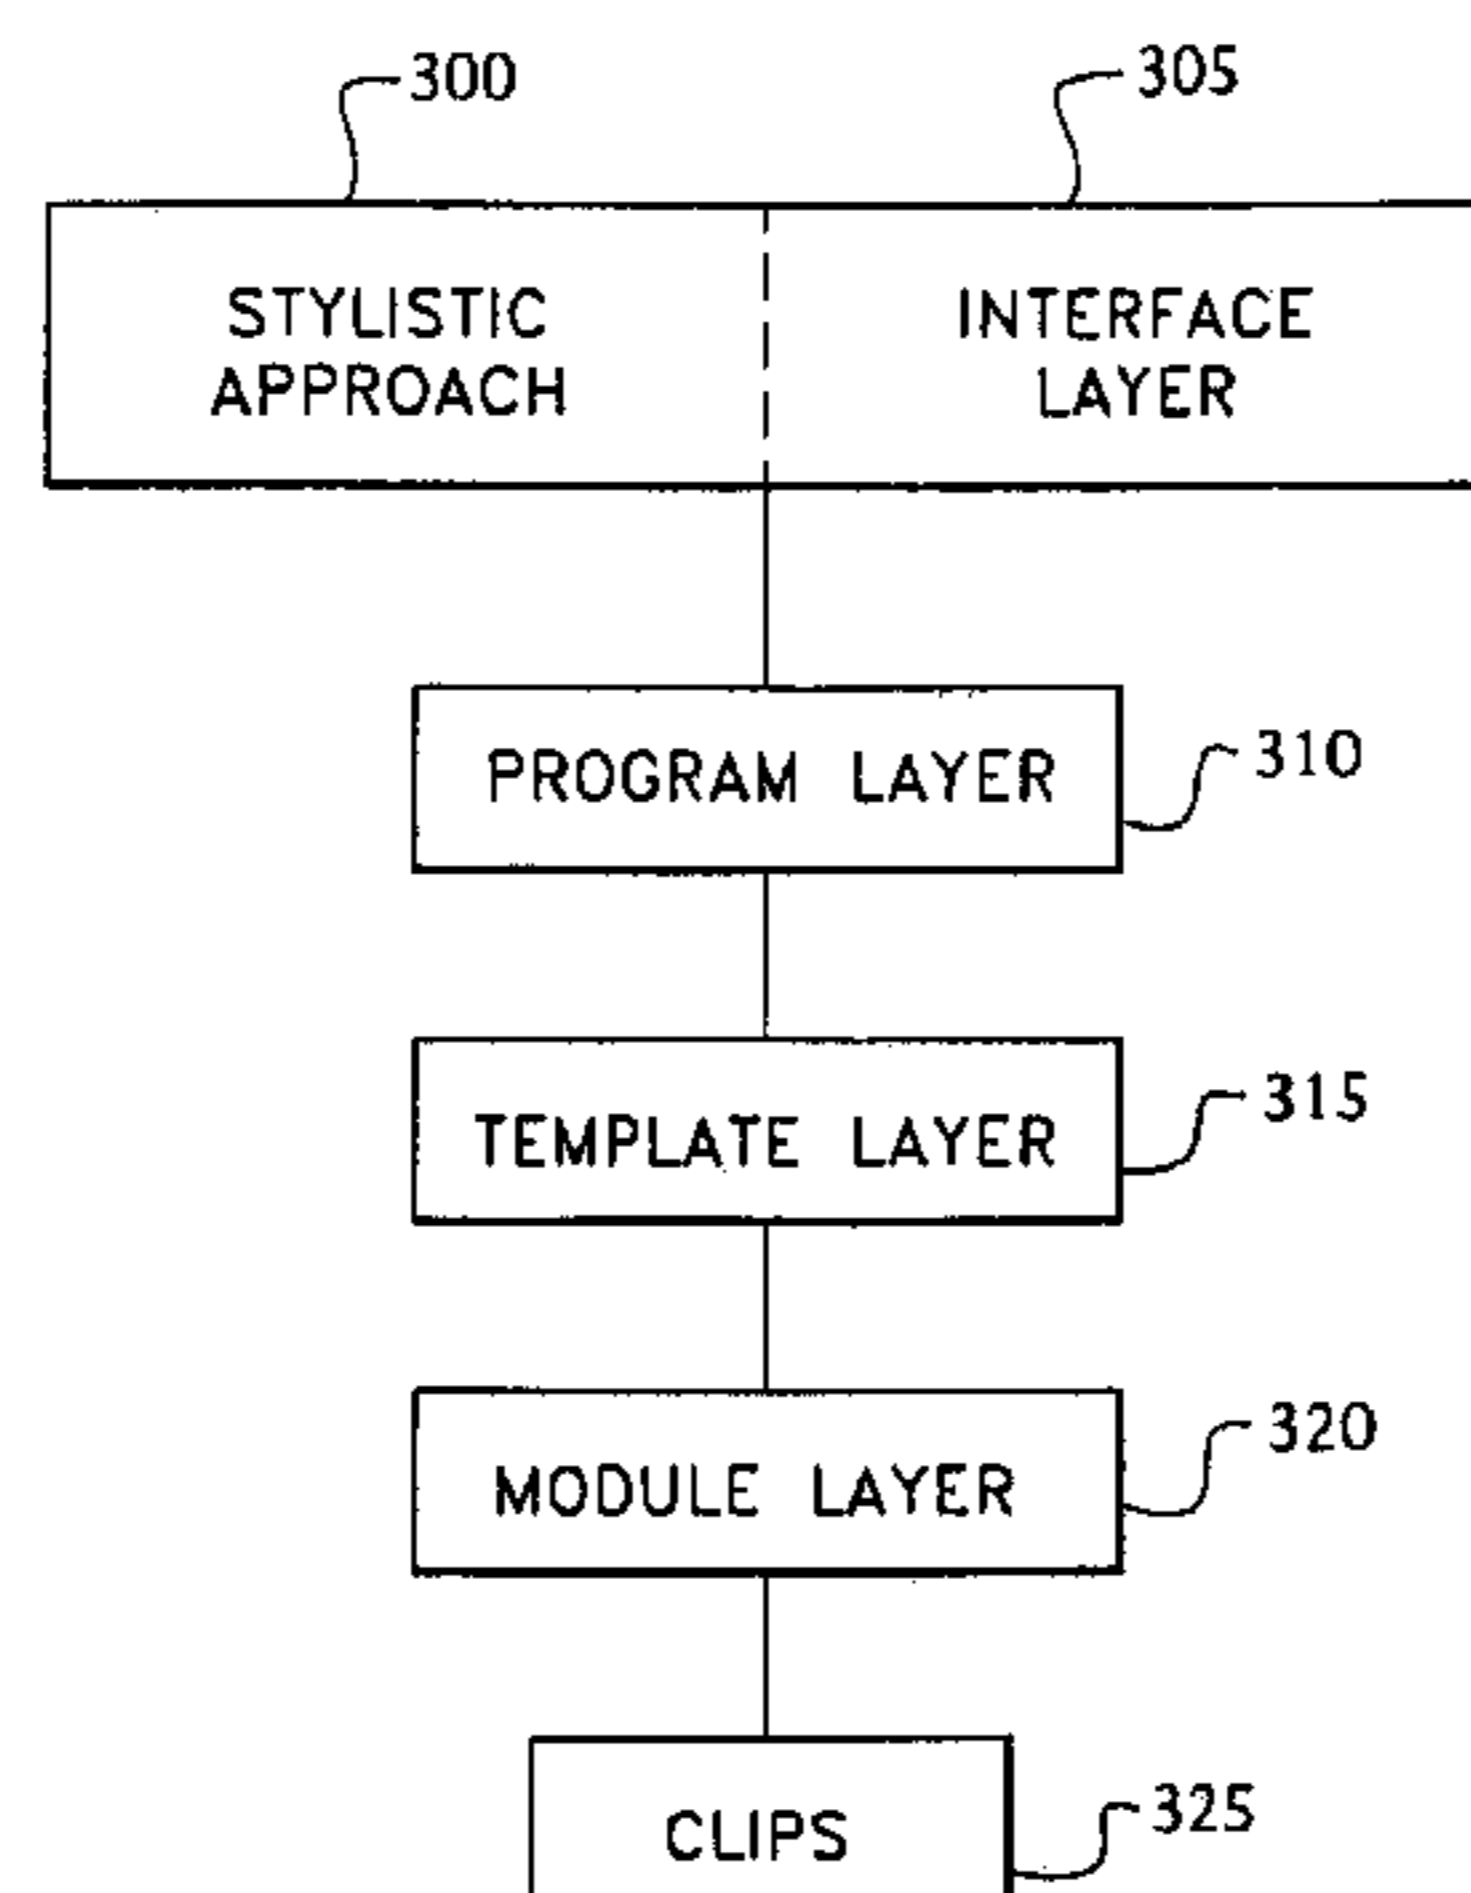 300
305
STYLISTIC
APPROACH
INTERFACE
LAYER
PROGRAM LAYER
310
TEMPLATE LAYER
315
MODULE LAYER
320
CLIPS
325